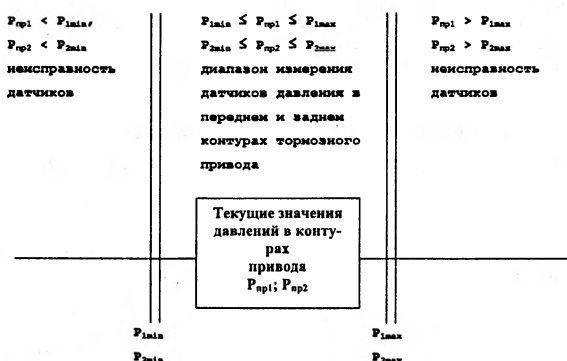 Pпр1 < P1min,
Pпр2 < P2min
неисправность
датчиков
P1min ≤ Pпр1 ≤ P1max
P2min ≤ Pпр2 ≤ P2max
диапазон измерения
датчиков давления в
переднем и заднем
контурах тормозного
привода
Pпр1 > P1max
Pпр2 > P2max
неисправность
датчиков
Текущие значения
давлений в конту-
рах
привода
Pпр1; Pпр2
P1min
P2min
P1max
P2max